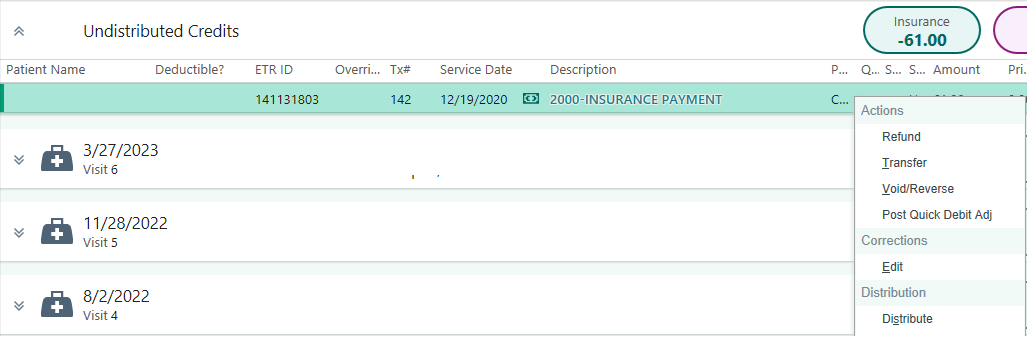 Undistributed Credits
Insurance
-61.00
Patient Name Deductible? ETR ID Overri... Tx# Service Date Description P... Q... S... S... Amount Pri...
141131803 142 12/19/2020 2000-INSURANCE PAYMENT C...
Actions
Refund
Transfer
Void/Reverse
Post Quick Debit Adj
Corrections
Edit
Distribution
Distribute
3/27/2023
Visit 6
11/28/2022
Visit 5
8/2/2022
Visit 4